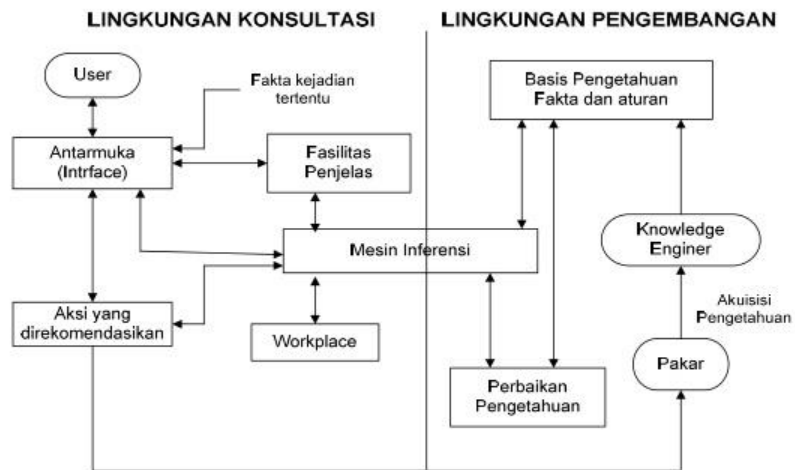 LINGKUNGAN KONSULTASI
LINGKUNGAN PENGEMBANGAN
User
Fakta kejadian
tertentu
Antarmuka
(Intrface)
Fasilitas
Penjelas
Mesin Inferensi
Aksi yang
direkomendasikan
Workplace
Basis Pengetahuan
Fakta dan aturan
Knowledge
Enginer
Akuisisi
Pengetahuan
Pakar
Perbaikan
Pengetahuan